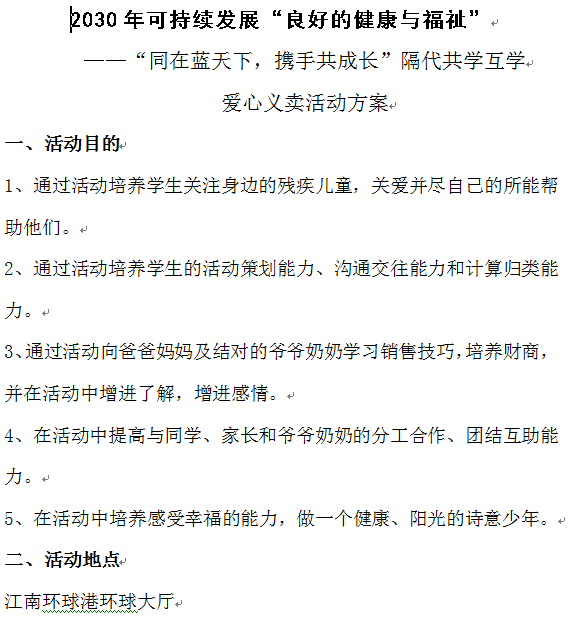 2030年可持续发展“良好的健康与福祉”
——“同在蓝天下，携手共成长”隔代共学互学
爱心义卖活动方案
一、活动目的
1、通过活动培养学生关注身边的残疾儿童，关爱并尽自己的所能帮
助他们。
2、通过活动培养学生的活动策划能力、沟通交往能力和计算归类能
力。
3、通过活动向爸爸妈妈及结对的爷爷奶奶学习销售技巧，培养财商，
并在活动中增进了解，增进感情。
4、在活动中提高与同学、家长和爷爷奶奶的分工合作、团结互助能
力。
5、在活动中培养感受幸福的能力，做一个健康、阳光的诗意少年。
二、活动地点
江南环球港环球大厅